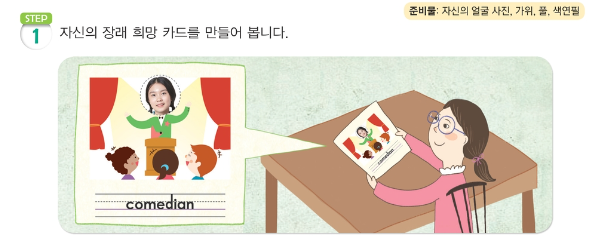 준비물: 자신의 얼굴 사진, 가위, 풀, 색연필
STEP
1 자신의 장래 희망 카드를 만들어 봅니다.
comedian
comedian